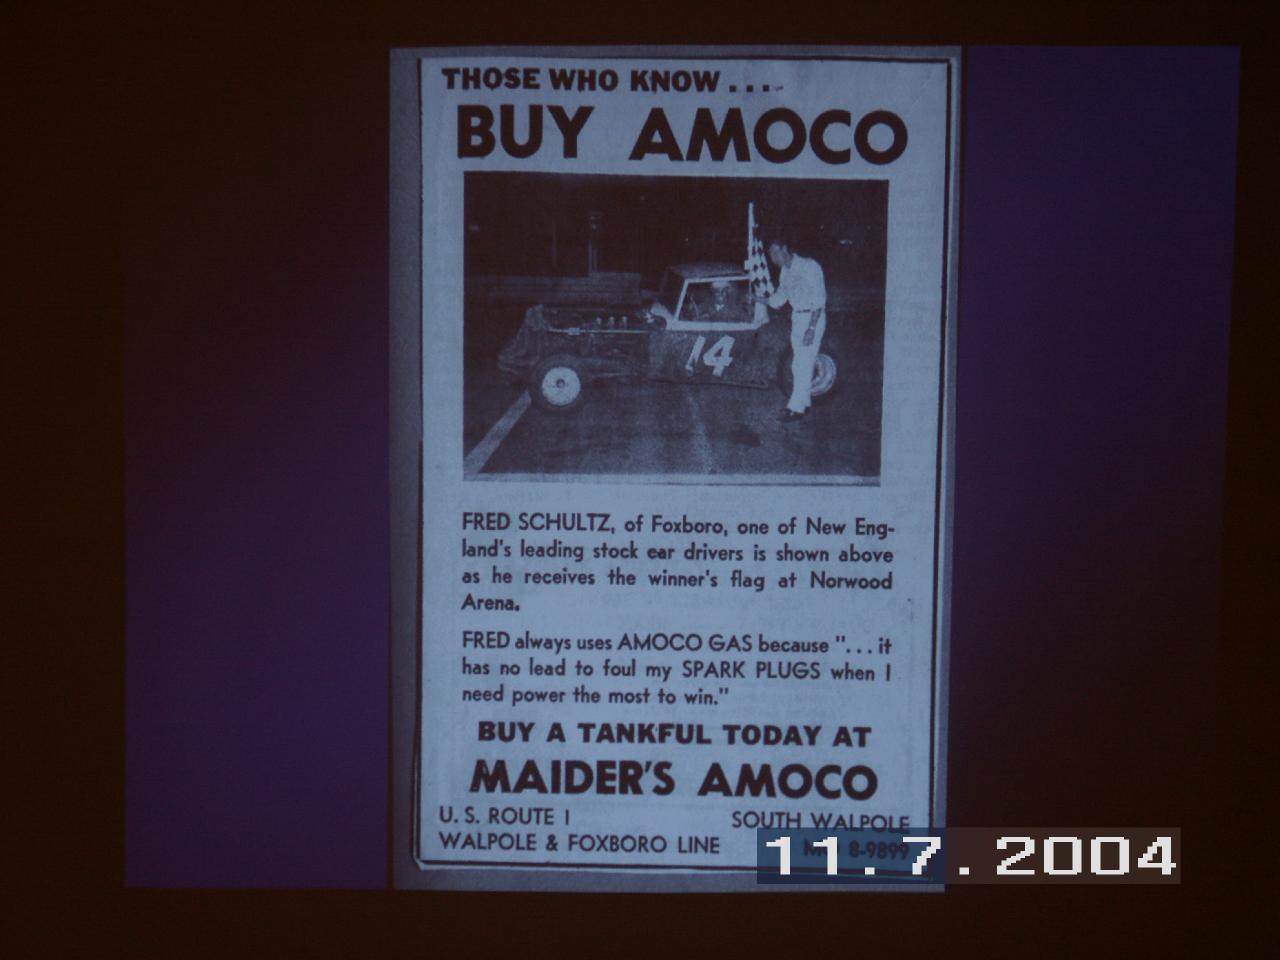 THOSE WHO KNOW . . .
BUY AMOCO
14
FRED SCHULTZ, of Foxboro, one of New Eng-
land's leading stock car drivers is shown above
as he receives the winner's flag at Norwood
Arena.
FRED always uses AMOCO GAS because ". . . it
has no lead to foul my SPARK PLUGS when I
need power the most to win."
BUY A TANKFUL TODAY AT
MAIDER'S AMOCO
U. S. ROUTE 1
SOUTH WALPOLE
WALPOLE & FOXBORO LINE
MO 8-9899
11.7.2004